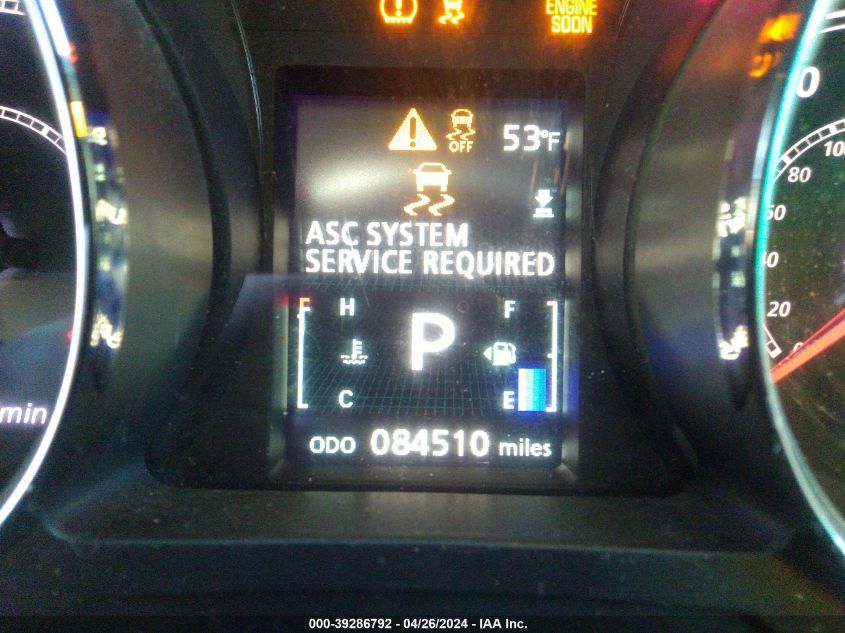 ENGINE
SOON
OFF
53°F
ASC SYSTEM
SERVICE REQUIRED
F H F
P
C E
ODO 084510 miles
min
0
100
80
60
40
20
000-39286792 - 04/26/2024 - IAA Inc.